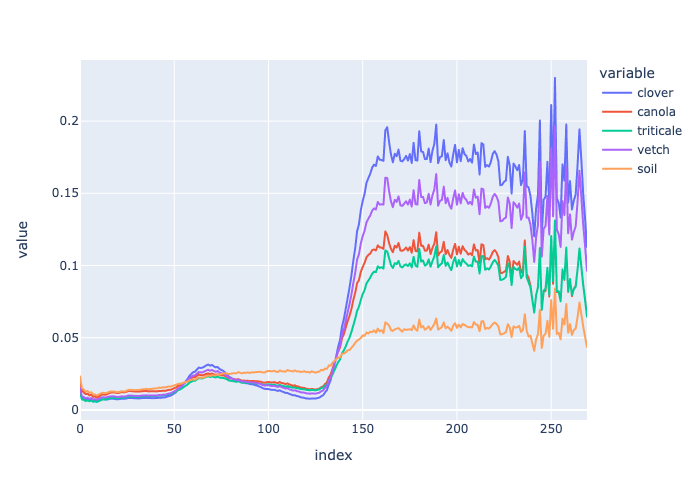 variable
clover
canola
triticale
vetch
soil
value
0.2
0.15
0.1
0.05
0
0 50 100 150 200 250
index